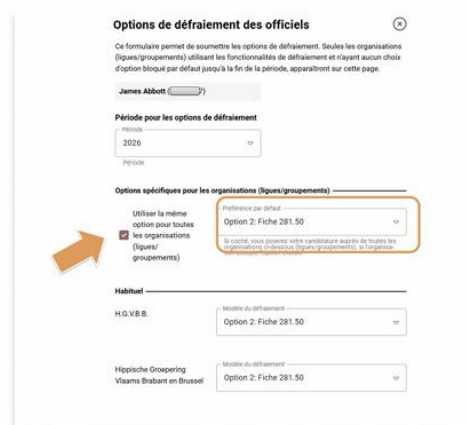 Options de défraiement des officiels
Ce formulaire permet de soumettre les options de défraiement. Seules les organisations
(ligues/groupements) utilisant les fonctionnalités de défraiement et n'ayant aucun choix
d'option bloqué par défaut jusqu'à la fin de la période, apparaitront sur cette page.
James Abbott
Période pour les options de défraiement
Période
2026
Période
Options spécifiques pour les organisations (ligues/groupements)
Utiliser la même
option pour toutes
les organisations
(ligues/
groupements)
Préférence par défaut
Option 2: Fiche 281.50
Si coché, vous poserez votre candidature auprès de toutes les
organisations ci-dessous (ligues/groupements), si l'organisa-
Habituel
H.G.V.B.B.
Modèle du défraiement
Option 2: Fiche 281.50
Hippische Groepering
Vlaams Brabant en Brussel
Modèle du défraiement
Option 2: Fiche 281.50